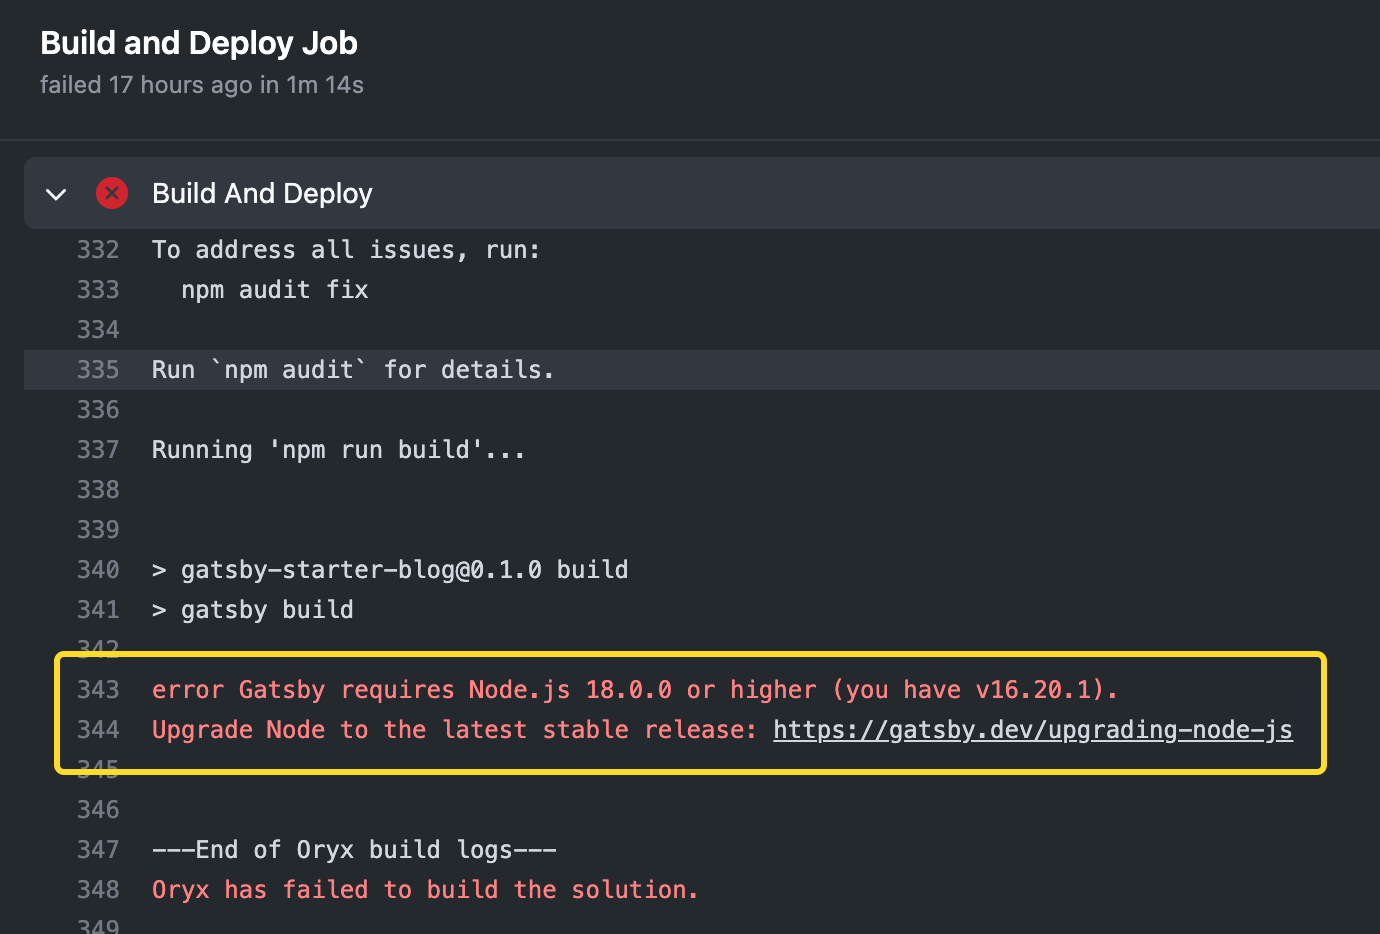 Build and Deploy Job
failed 17 hours ago in 1m 14s
Build And Deploy
332 To address all issues, run:
333 npm audit fix
334
335 Run `npm audit` for details.
336
337 Running 'npm run build'...
338
339
340 > gatsby-starter-blog@0.1.0 build
341 > gatsby build
342
343 error Gatsby requires Node.js 18.0.0 or higher (you have v16.20.1).
344 Upgrade Node to the latest stable release: https://gatsby.dev/upgrading-node-js
345
346
347 ---End of Oryx build logs---
348 Oryx has failed to build the solution.
349